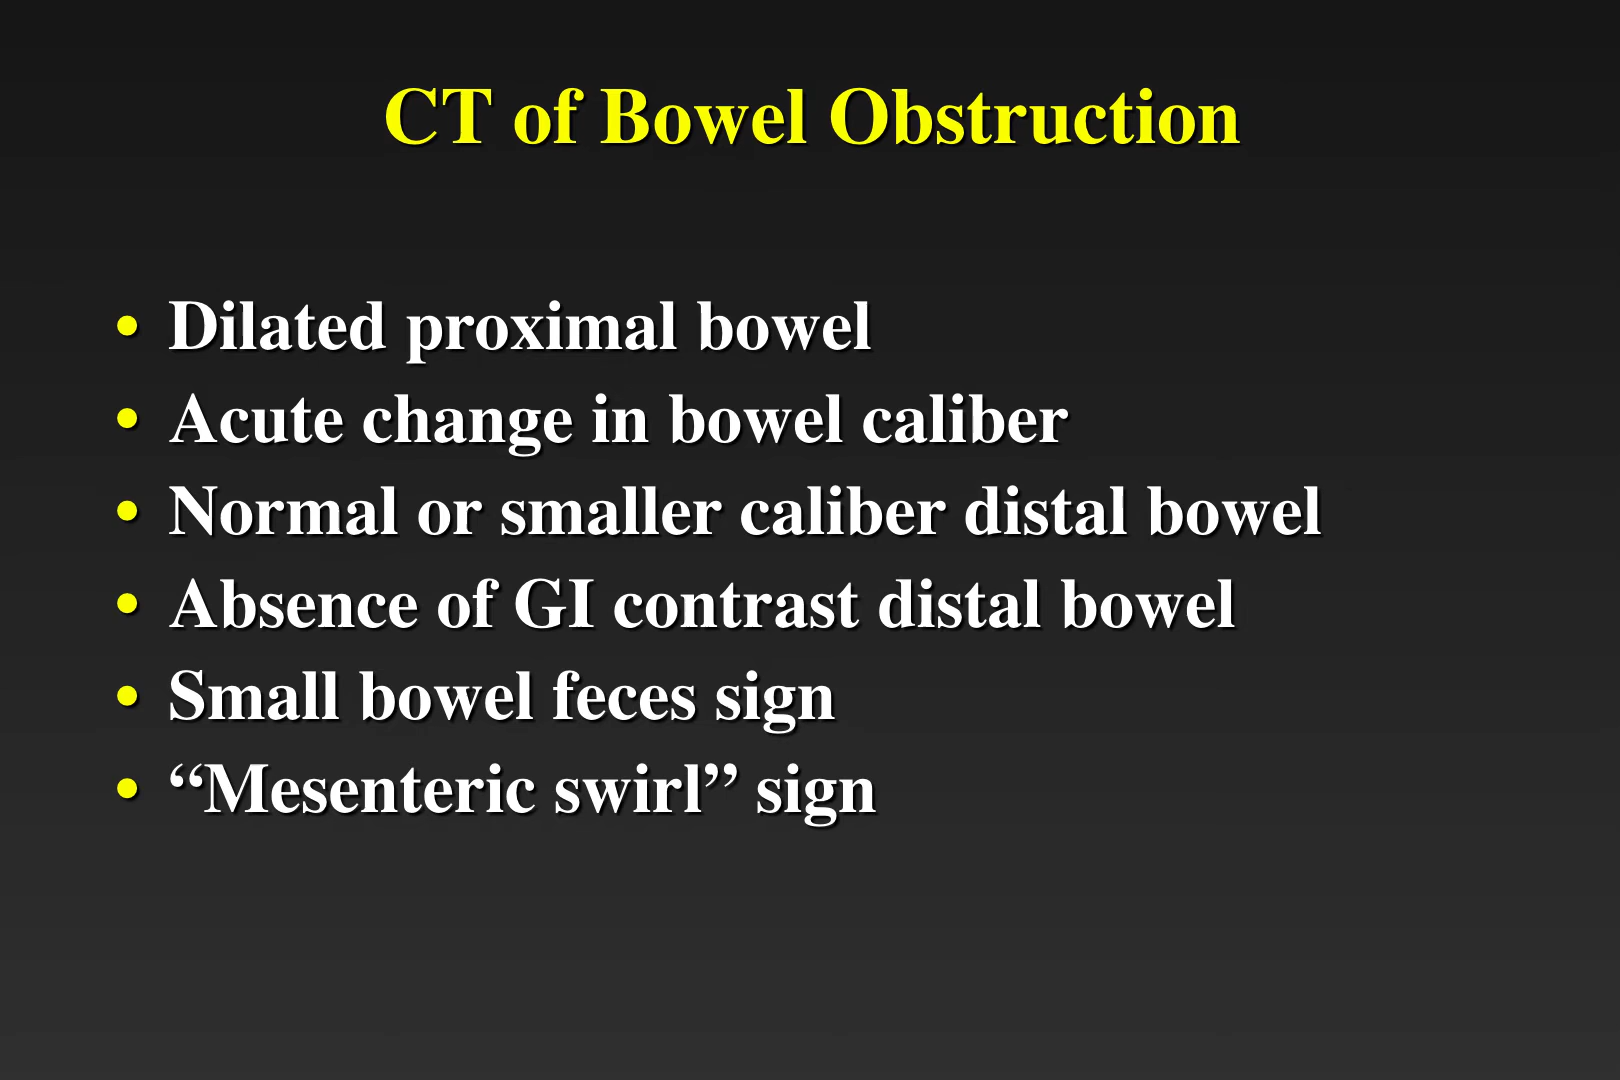 CT of Bowel Obstruction
• Dilated proximal bowel
• Acute change in bowel caliber
• Normal or smaller caliber distal bowel
• Absence of GI contrast distal bowel
• Small bowel feces sign
• “Mesenteric swirl” sign